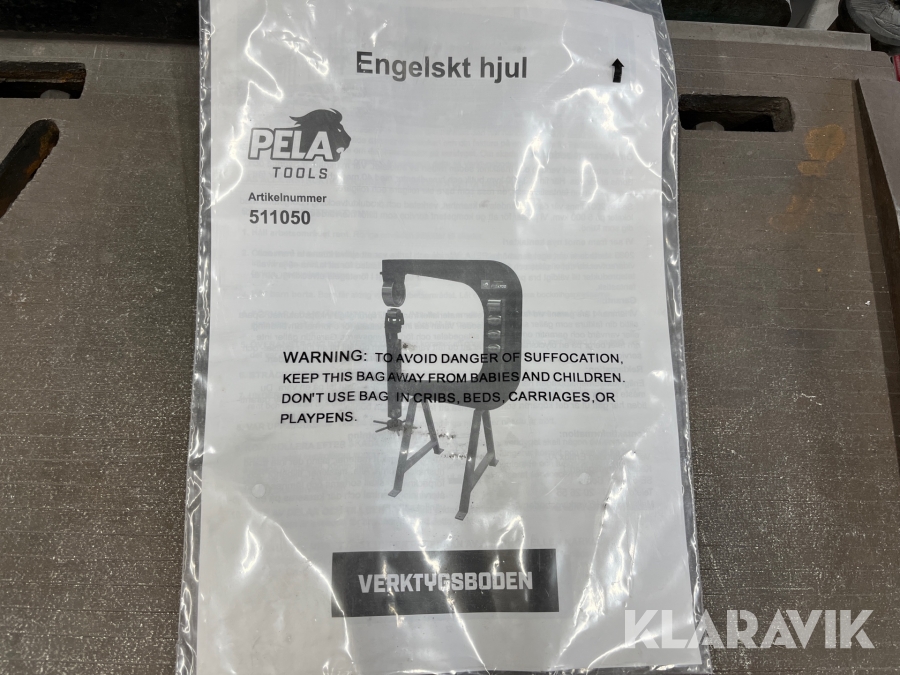 Engelskt hjul
PELA
TOOLS
Artikelnummer
511050
WARNING: TO AVOID DANGER OF SUFFOCATION,
KEEP THIS BAG AWAY FROM BABIES AND CHILDREN.
DON'T USE BAG IN CRIBS, BEDS, CARRIAGES,OR
PLAYPENS.
VERKTYGSBODEN
KLARAVIK